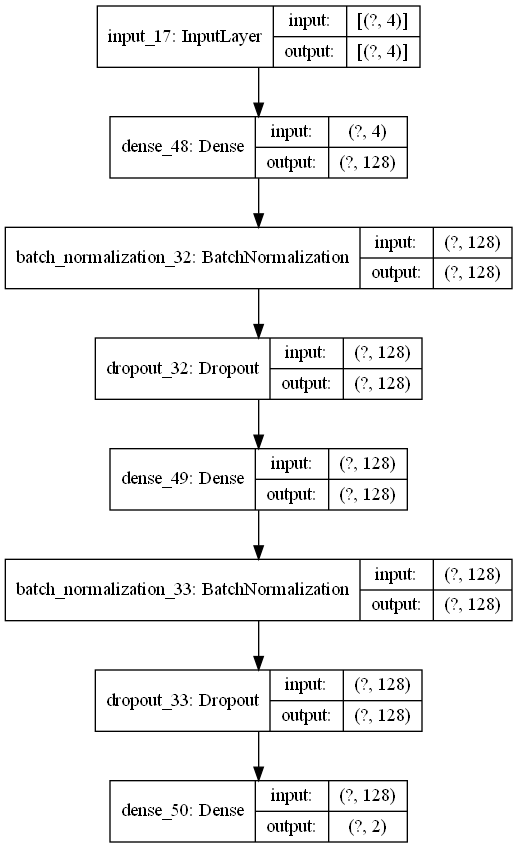 input_17: InputLayer
input: [(?, 4)]
output: [(?, 4)]
dense_48: Dense
input: (?, 4)
output: (?, 128)
batch_normalization_32: BatchNormalization
input: (?, 128)
output: (?, 128)
dropout_32: Dropout
input: (?, 128)
output: (?, 128)
dense_49: Dense
input: (?, 128)
output: (?, 128)
batch_normalization_33: BatchNormalization
input: (?, 128)
output: (?, 128)
dropout_33: Dropout
input: (?, 128)
output: (?, 128)
dense_50: Dense
input: (?, 128)
output: (?, 2)